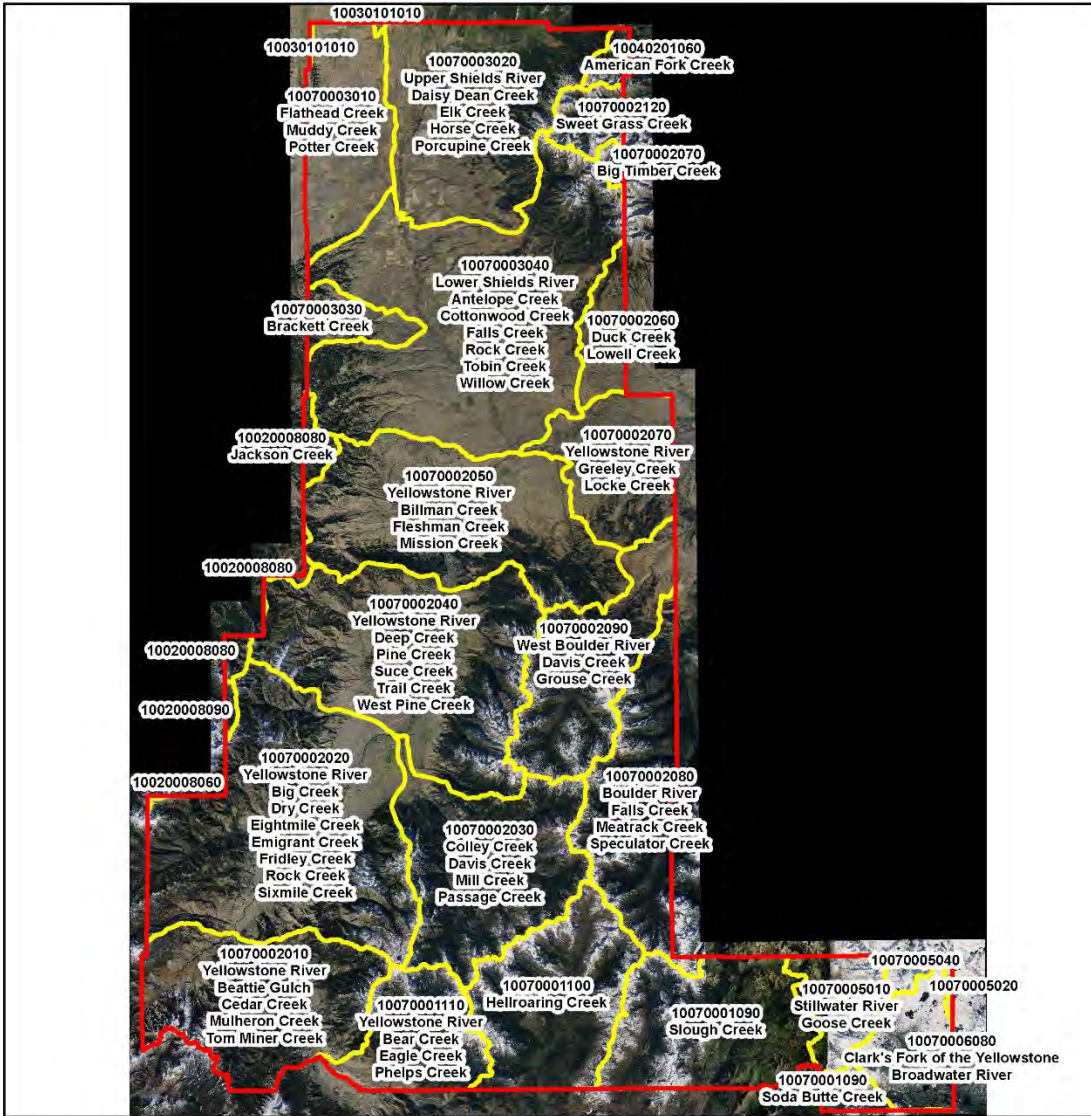 10030101010
10030101010
10070003010
Flathead Creek
Muddy Creek
Potter Creek
10070003020
Upper Shields River
Daisy Dean Creek
Elk Creek
Horse Creek
Porcupine Creek
10040201060
American Fork Creek
10070002120
Sweet Grass Creek
10070002070
Big Timber Creek
10070003040
Lower Shields River
Antelope Creek
Cottonwood Creek
Falls Creek
Rock Creek
Tobin Creek
Willow Creek
10070003030
Brackett Creek
10070002060
Duck Creek
Lowell Creek
10020008080
Jackson Creek
10070002070
Yellowstone River
Greeley Creek
Locke Creek
10070002050
Yellowstone River
Billman Creek
Fleshman Creek
Mission Creek
10020008080
10070002040
Yellowstone River
Deep Creek
Pine Creek
Suce Creek
Trail Creek
West Pine Creek
10070002090
West Boulder River
Davis Creek
Grouse Creek
10020008080
10020008090
10020008060
10070002020
Yellowstone River
Big Creek
Dry Creek
Eightmile Creek
Emigrant Creek
Fridley Creek
Rock Creek
Sixmile Creek
10070002080
Boulder River
Falls Creek
Meatrack Creek
Speculator Creek
10070002030
Colley Creek
Davis Creek
Mill Creek
Passage Creek
10070002010
Yellowstone River
Beattie Gulch
Cedar Creek
Mulheron Creek
Tom Miner Creek
10070001110
Yellowstone River
Bear Creek
Eagle Creek
Phelps Creek
10070001100
Hellroaring Creek
10070001090
Slough Creek
10070005040
10070005010
Stillwater River
Goose Creek
10070005020
10070006080
Clark's Fork of the Yellowstone
Broadwater River
10070001090
Soda Butte Creek